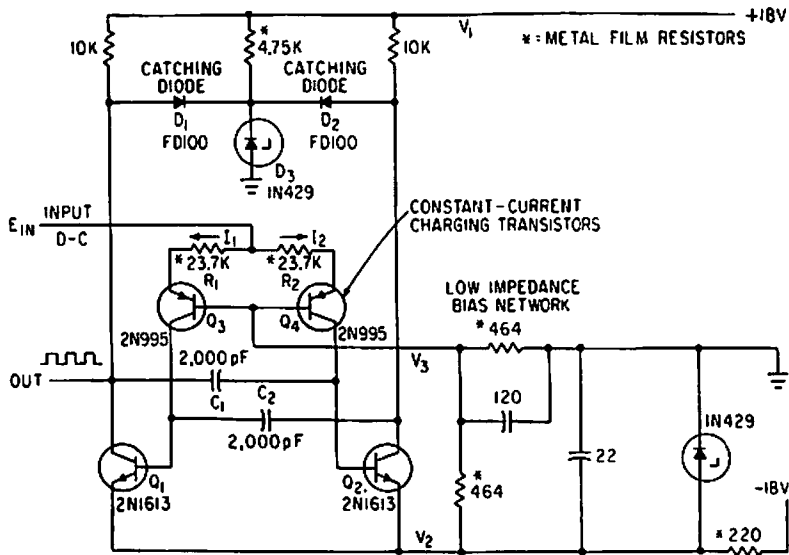 V1
+18V
10K
*
4.75K
10K
* = METAL FILM RESISTORS
CATCHING
DIODE
CATCHING
DIODE
D1
FD100
D2
FD100
D3
1N429
EIN
INPUT
D-C
I1
I2
CONSTANT-CURRENT
CHARGING TRANSISTORS
*23.7K
R1
*23.7K
R2
LOW IMPEDANCE
BIAS NETWORK
*464
2N995
Q3
Q4
2N995
V3
2,000pF
OUT
C1
C2
2,000pF
120
22
1N429
-18V
Q1
2N1613
Q2
2N1613
*
464
V2
*220